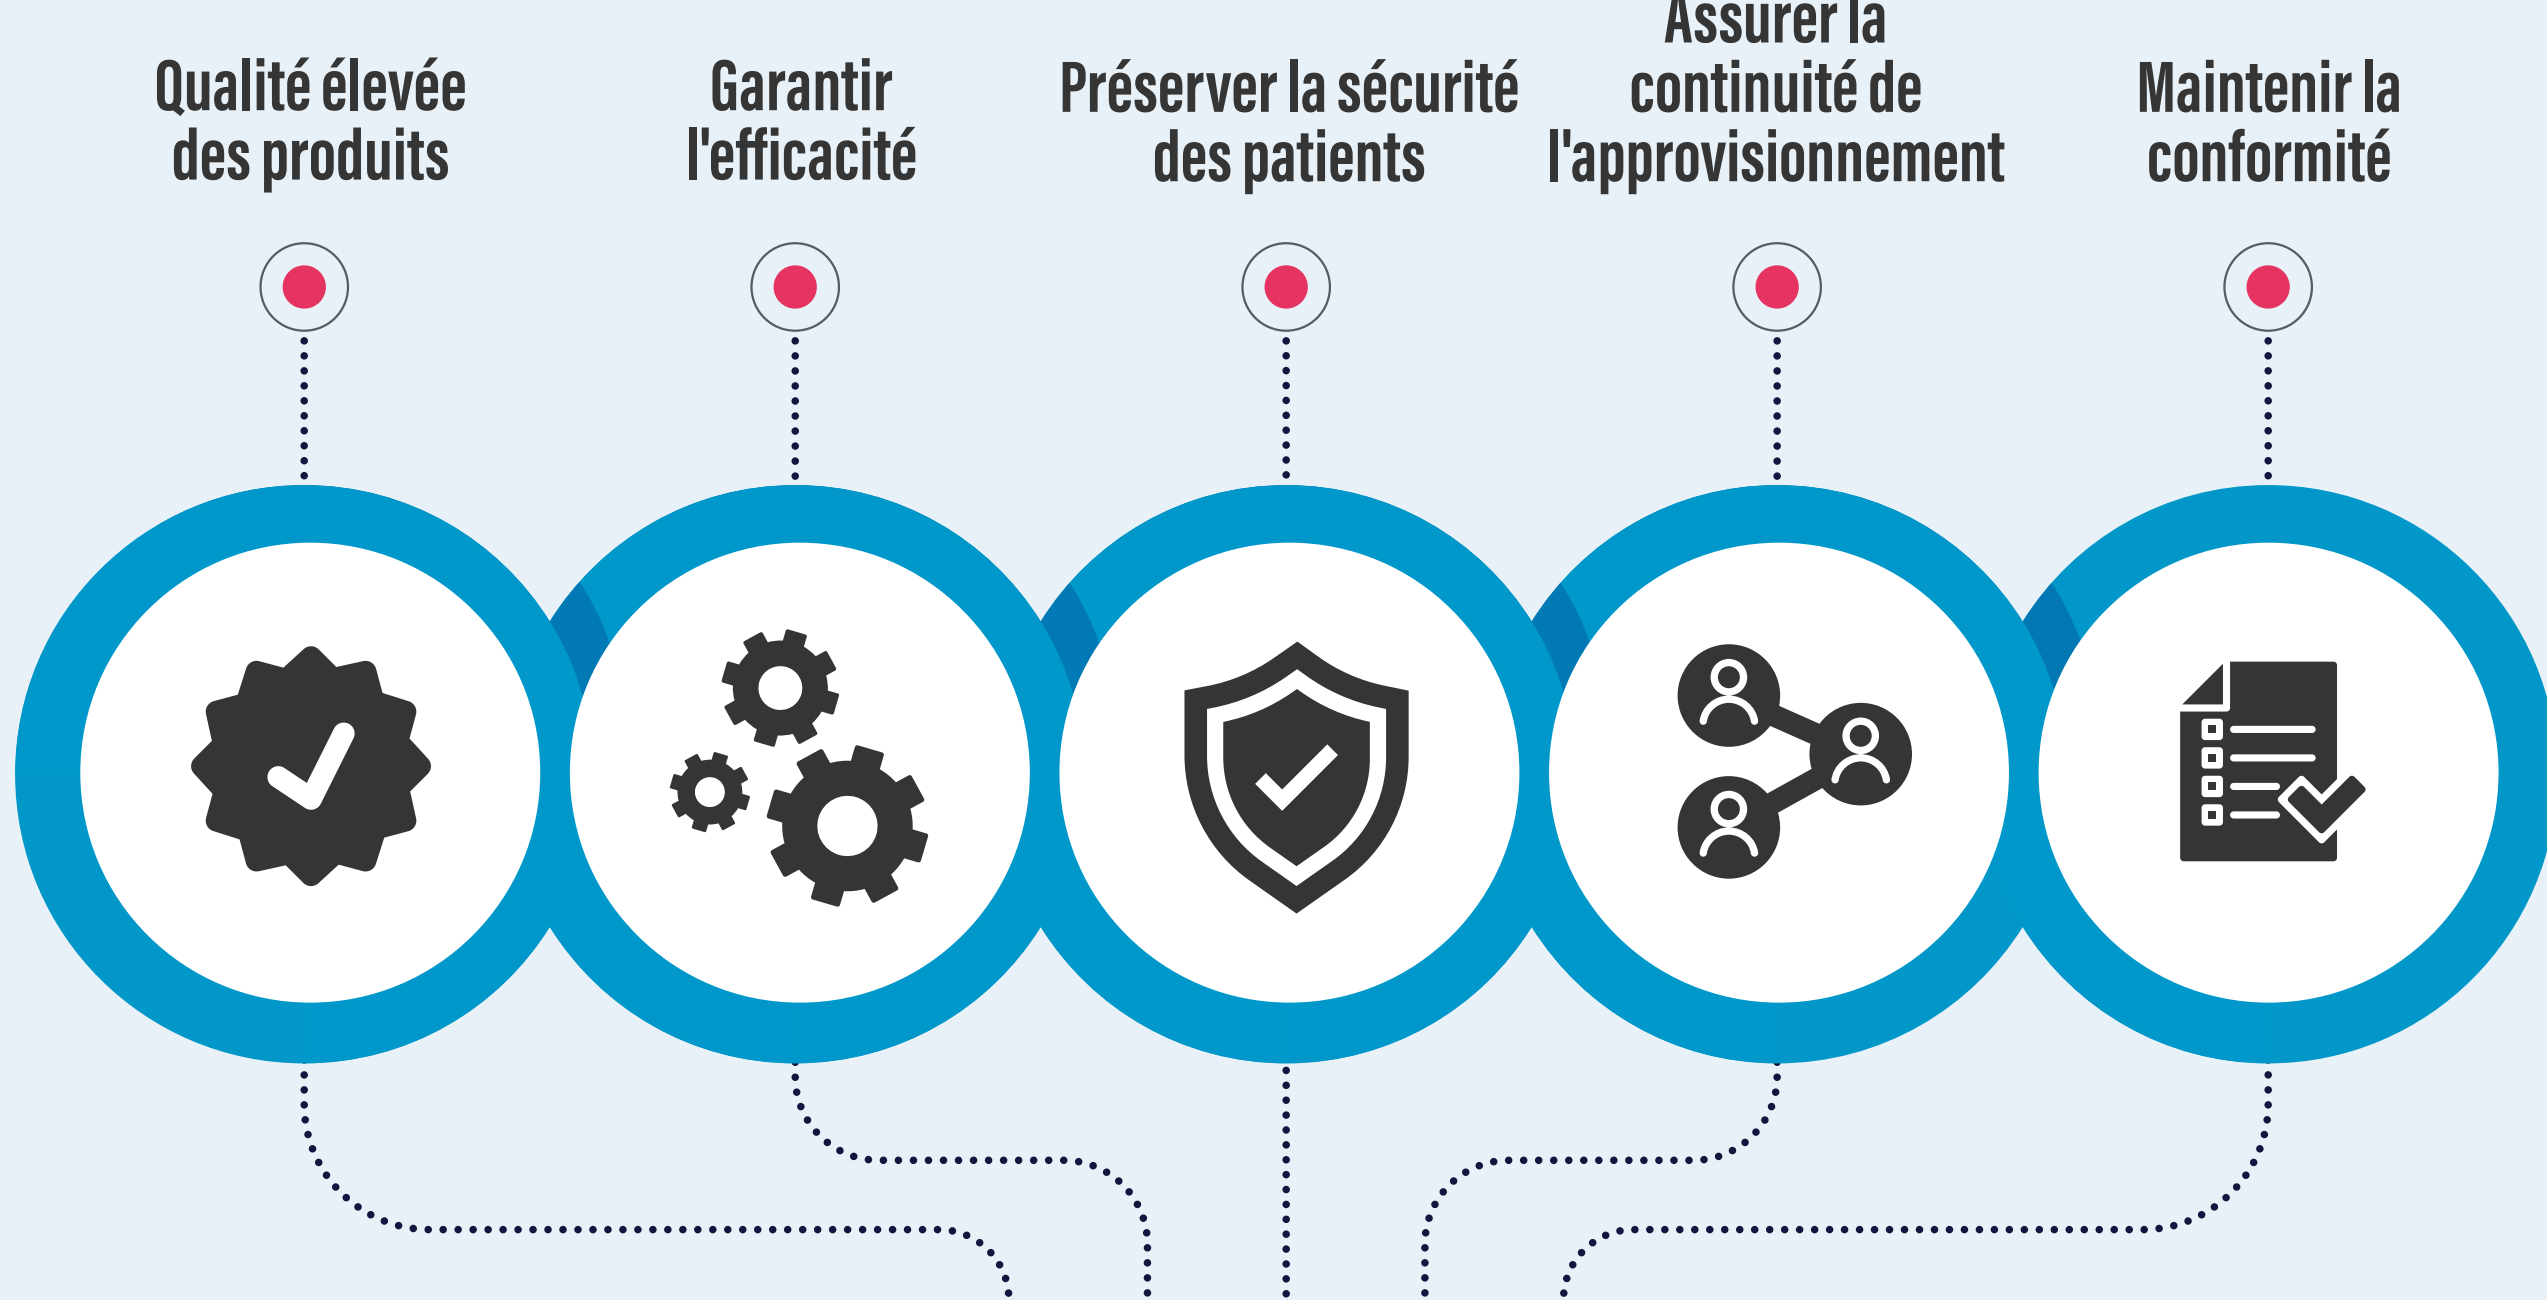 Qualité élevée
des produits
Garantir
l'efficacité
Préserver la sécurité
des patients
Assurer la
continuité de
l'approvisionnement
Maintenir la
conformité